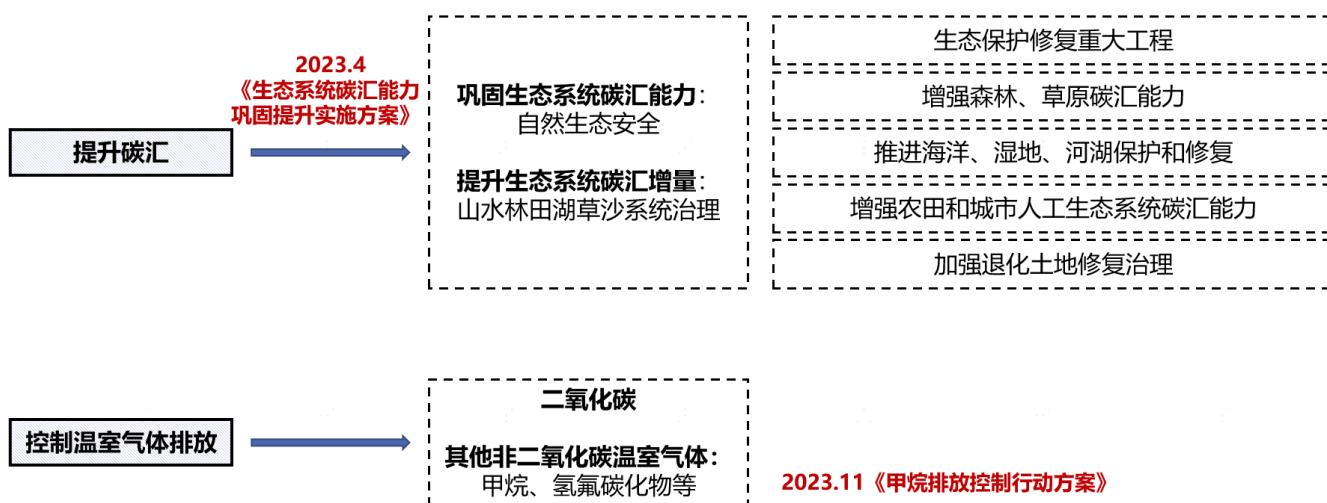 提升碳汇
2023.4
《生态系统碳汇能力
巩固提升实施方案》
巩固生态系统碳汇能力：
自然生态安全
提升生态系统碳汇增量：
山水林田湖草沙系统治理
生态保护修复重大工程
增强森林、草原碳汇能力
推进海洋、湿地、河湖保护和修复
增强农田和城市人工生态系统碳汇能力
加强退化土地修复治理
控制温室气体排放
二氧化碳
其他非二氧化碳温室气体：
甲烷、氢氟碳化物等
2023.11《甲烷排放控制行动方案》